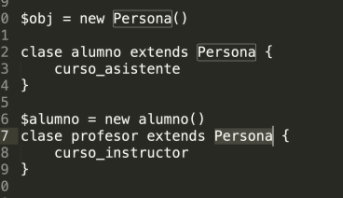 0 $obj = new Persona()
1
2 clase alumno extends Persona {
3     curso_asistente
4 }
5
6 $alumno = new alumno()
7 clase profesor extends Persona {
8     curso_instructor
9 }
0